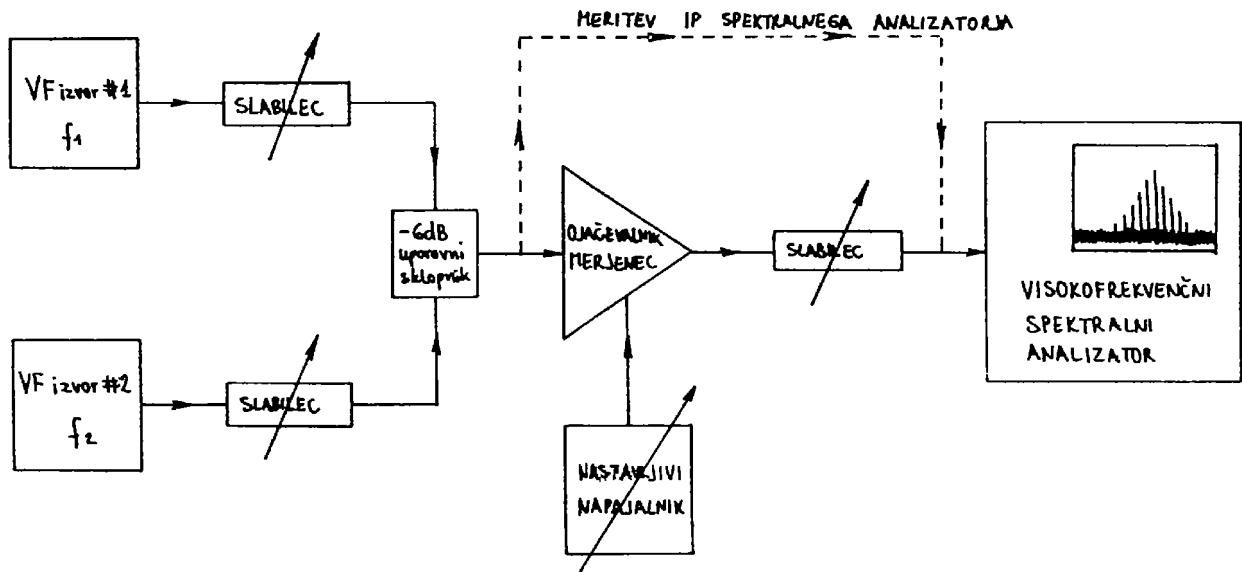 MERITEV IP SPEKTRALNEGA ANALIZATORJA
VF izvor #1
f1
SLABILEC
-6dB
uporovni
sklopnik
OJAČEVALNIK
MERJENEC
SLABILEC
VISOKOFREKVENČNI
SPEKTRALNI
ANALIZATOR
VF izvor #2
f2
SLABILEC
NASTAVLJIVI
NAPAJALNIK